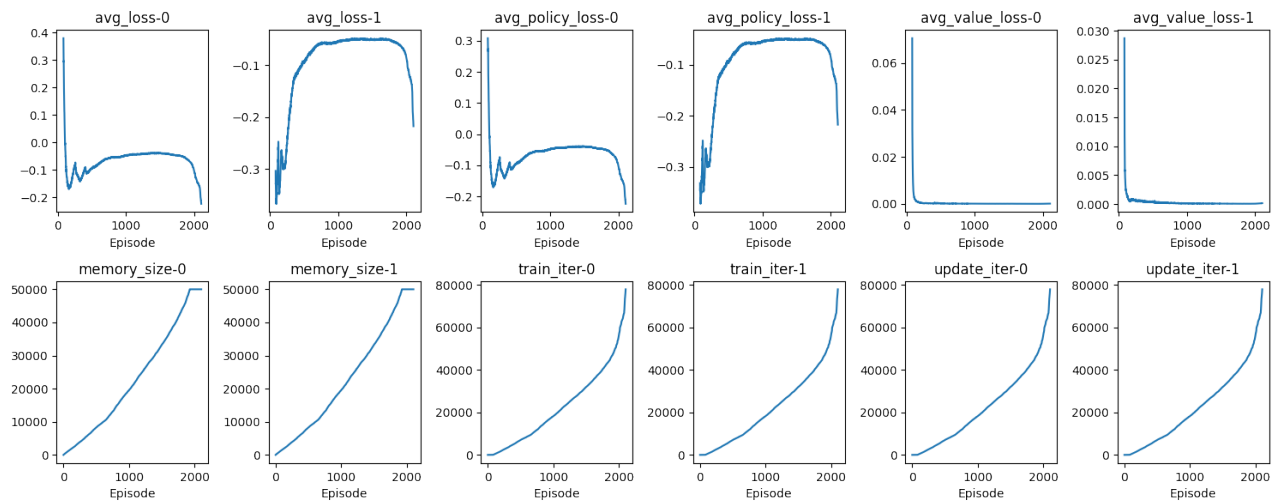 avg_loss-0
avg_loss-1
avg_policy_loss-0
avg_policy_loss-1
avg_value_loss-0
avg_value_loss-1
0.4
0.3
0.2
0.1
0.0
−0.1
−0.2
0 1000 2000
Episode
−0.1
−0.2
−0.3
0 1000 2000
Episode
0.3
0.2
0.1
0.0
−0.1
−0.2
0 1000 2000
Episode
−0.1
−0.2
−0.3
0 1000 2000
Episode
0.06
0.04
0.02
0.00
0 1000 2000
Episode
0.030
0.025
0.020
0.015
0.010
0.005
0.000
0 1000 2000
Episode
memory_size-0
memory_size-1
train_iter-0
train_iter-1
update_iter-0
update_iter-1
50000
40000
30000
20000
10000
0
0 1000 2000
Episode
50000
40000
30000
20000
10000
0
0 1000 2000
Episode
80000
60000
40000
20000
0
0 1000 2000
Episode
80000
60000
40000
20000
0
0 1000 2000
Episode
80000
60000
40000
20000
0
0 1000 2000
Episode
80000
60000
40000
20000
0
0 1000 2000
Episode